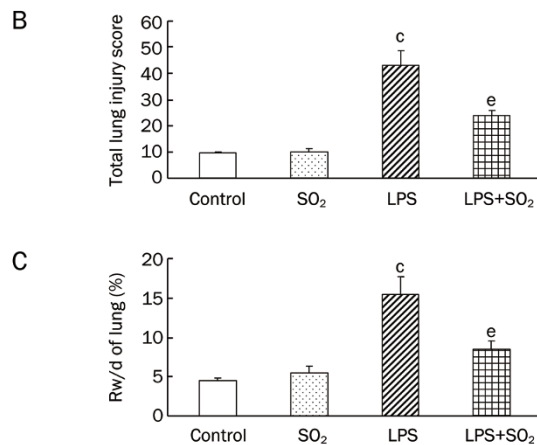 B
Total lung injury score
60
50
40
30
20
10
0
c
e
Control SO₂ LPS LPS+SO₂
C
Rw/d of lung (%)
20
15
10
5
0
c
e
Control SO₂ LPS LPS+SO₂